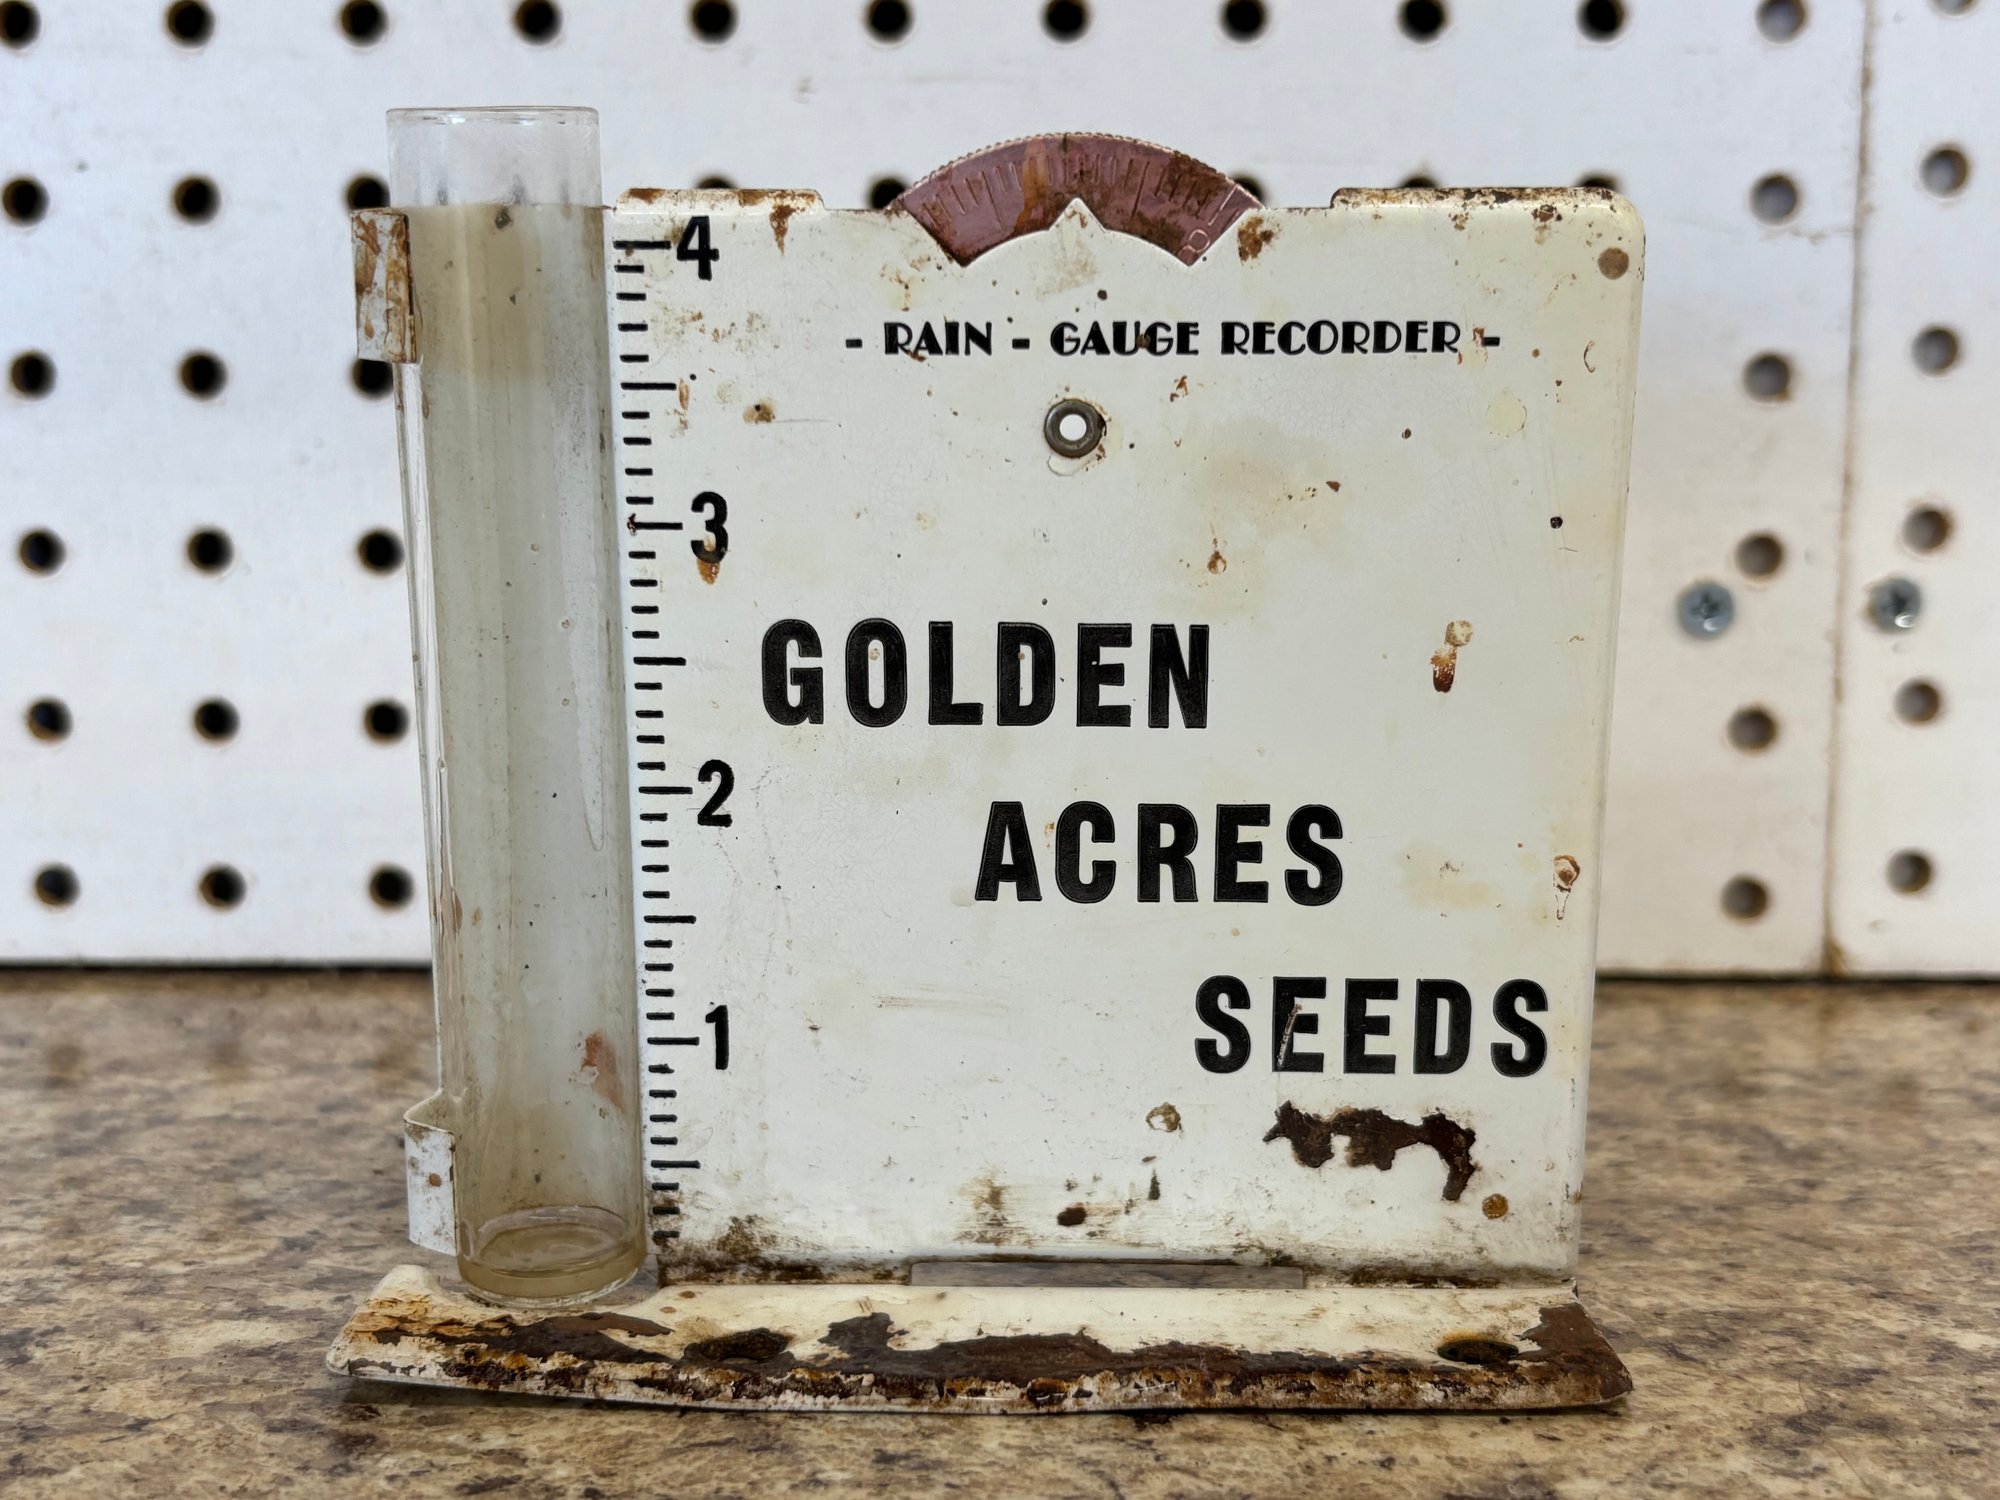 4
- RAIN - GAUGE RECORDER -
3
GOLDEN
2
ACRES
SEEDS
1